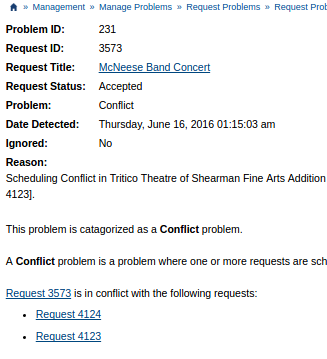 » Management » Manage Problems » Request Problems » Request Prob
Problem ID: 231
Request ID: 3573
Request Title: McNeese Band Concert
Request Status: Accepted
Problem: Conflict
Date Detected: Thursday, June 16, 2016 01:15:03 am
Ignored: No
Reason:
Scheduling Conflict in Tritico Theatre of Shearman Fine Arts Addition
4123].
This problem is catagorized as a Conflict problem.
A Conflict problem is a problem where one or more requests are sch
Request 3573 is in conflict with the following requests:
• Request 4124
• Request 4123